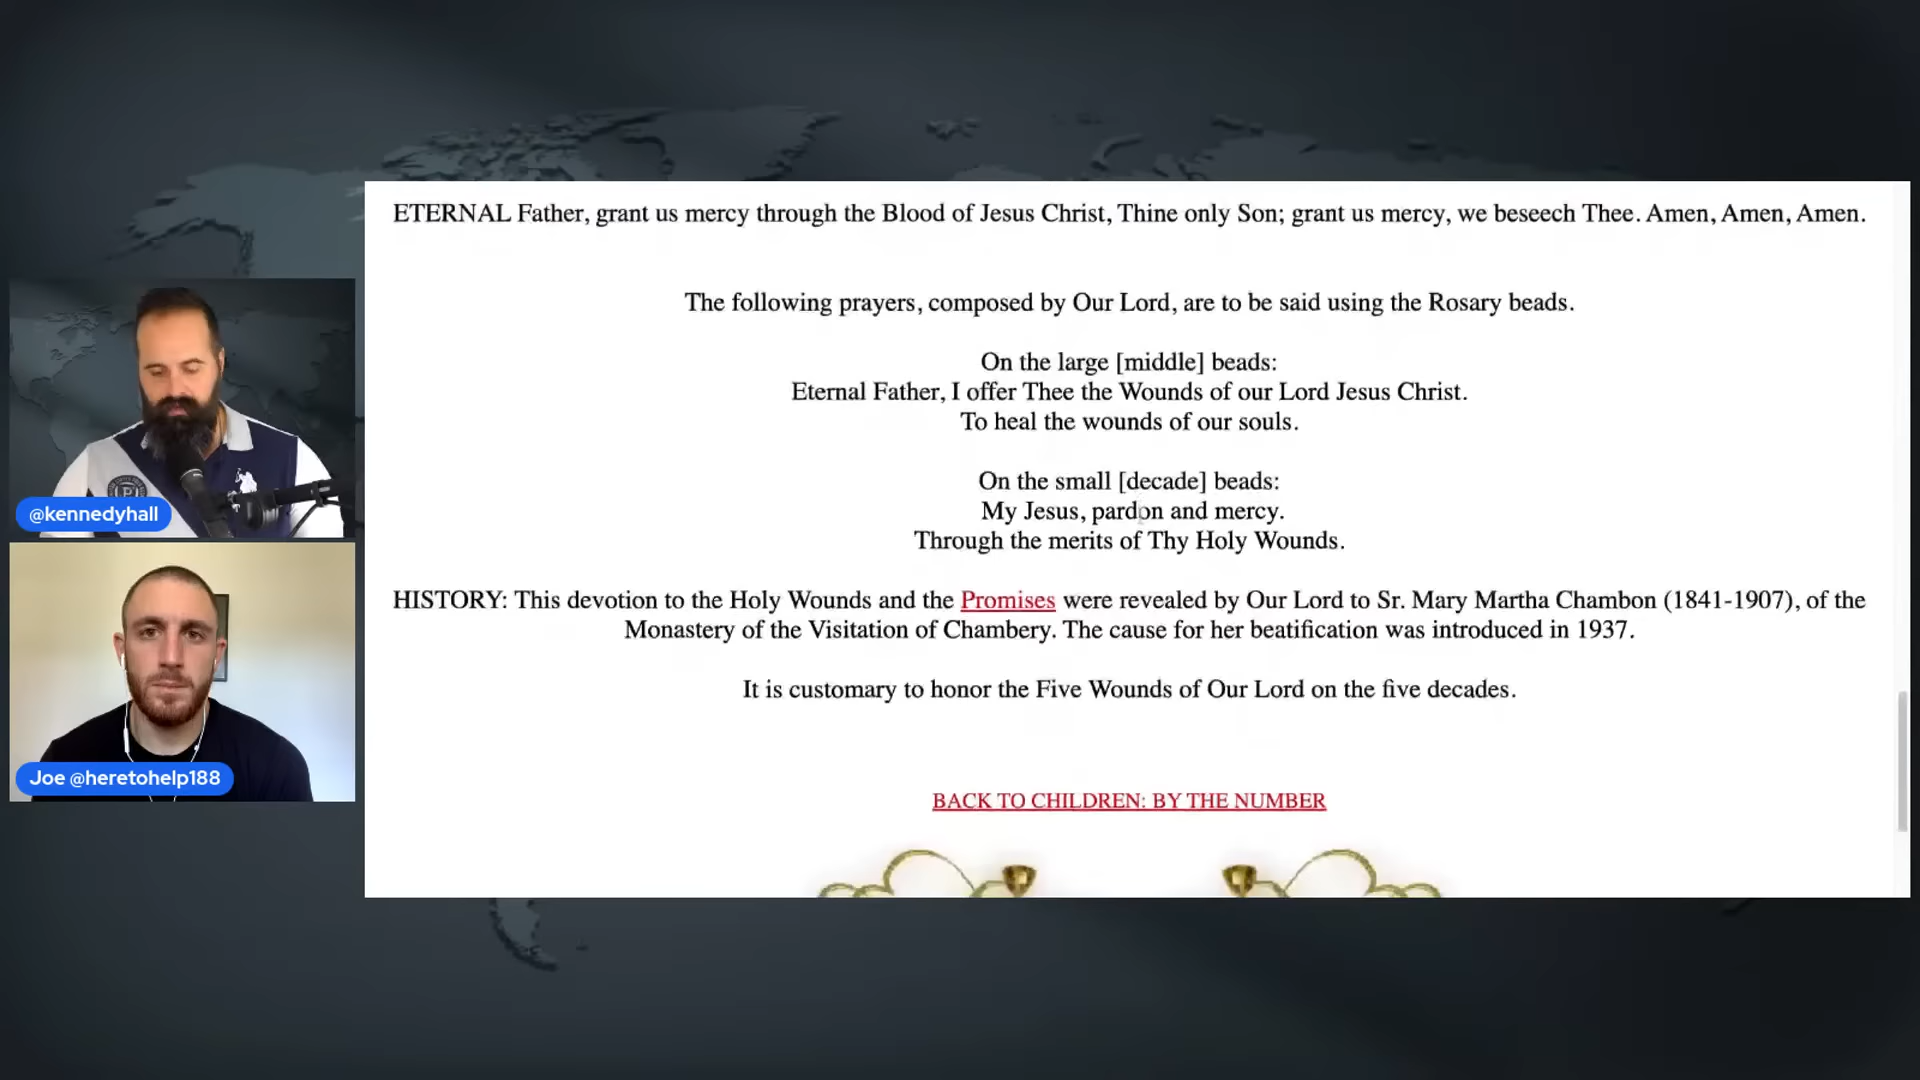 ETERNAL Father, grant us mercy through the Blood of Jesus Christ, Thine only Son; grant us mercy, we beseech Thee. Amen, Amen, Amen.
The following prayers, composed by Our Lord, are to be said using the Rosary beads.
On the large [middle] beads:
Eternal Father, I offer Thee the Wounds of our Lord Jesus Christ.
To heal the wounds of our souls.
On the small [decade] beads:
My Jesus, pardon and mercy.
Through the merits of Thy Holy Wounds.
HISTORY: This devotion to the Holy Wounds and the Promises were revealed by Our Lord to Sr. Mary Martha Chambon (1841-1907), of the
Monastery of the Visitation of Chambery. The cause for her beatification was introduced in 1937.
It is customary to honor the Five Wounds of Our Lord on the five decades.
BACK TO CHILDREN: BY THE NUMBER
@kennedyhall
Joe @heretohelp188